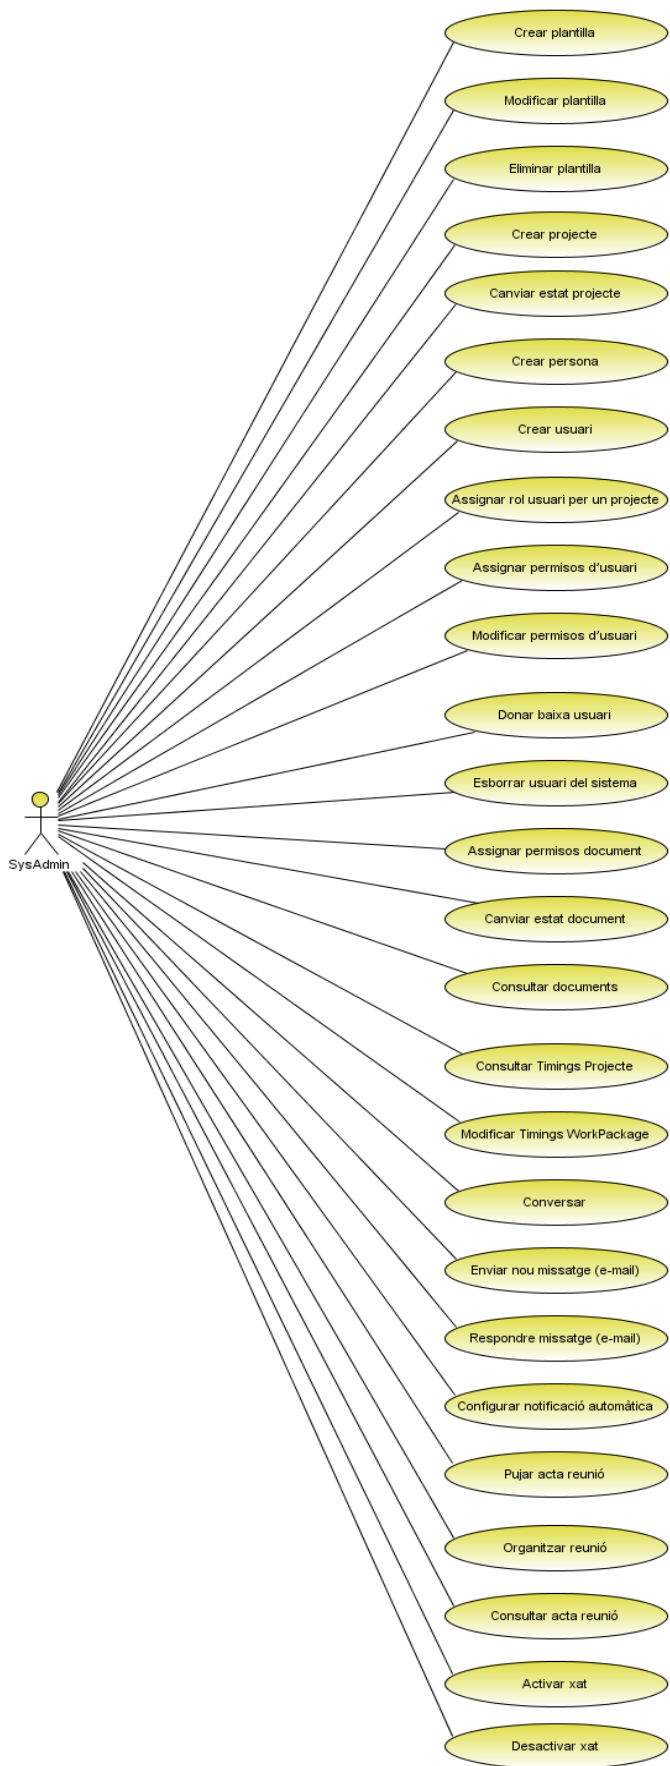 Crear plantilla
Modificar plantilla
Eliminar plantilla
Crear projecte
Canviar estat projecte
Crear persona
Crear usuari
Assignar rol usuari per un projecte
Assignar permisos d'usuari
Modificar permisos d'usuari
Donar baixa usuari
Esborrar usuari del sistema
SysAdmin
Assignar permisos document
Canviar estat document
Consultar documents
Consultar Timings Projecte
Modificar Timings WorkPackage
Conversar
Enviar nou missatge (e-mail)
Respondre missatge (e-mail)
Configurar notificació automàtica
Pujar acta reunió
Organitzar reunió
Consultar acta reunió
Activar xat
Desactivar xat